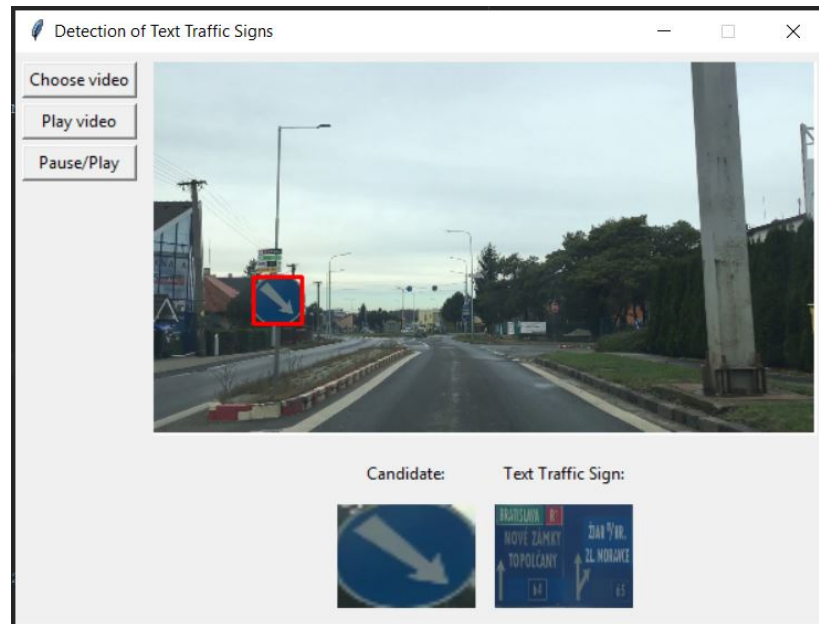 Detection of Text Traffic Signs
Choose video
Play video
Pause/Play
Candidate:
Text Traffic Sign:
BRATISLAVA R1
NOVÉ ZÁMKY
TOPOĽČANY
64
ŽIAR N/HR.
ZL. MORAVCE
65